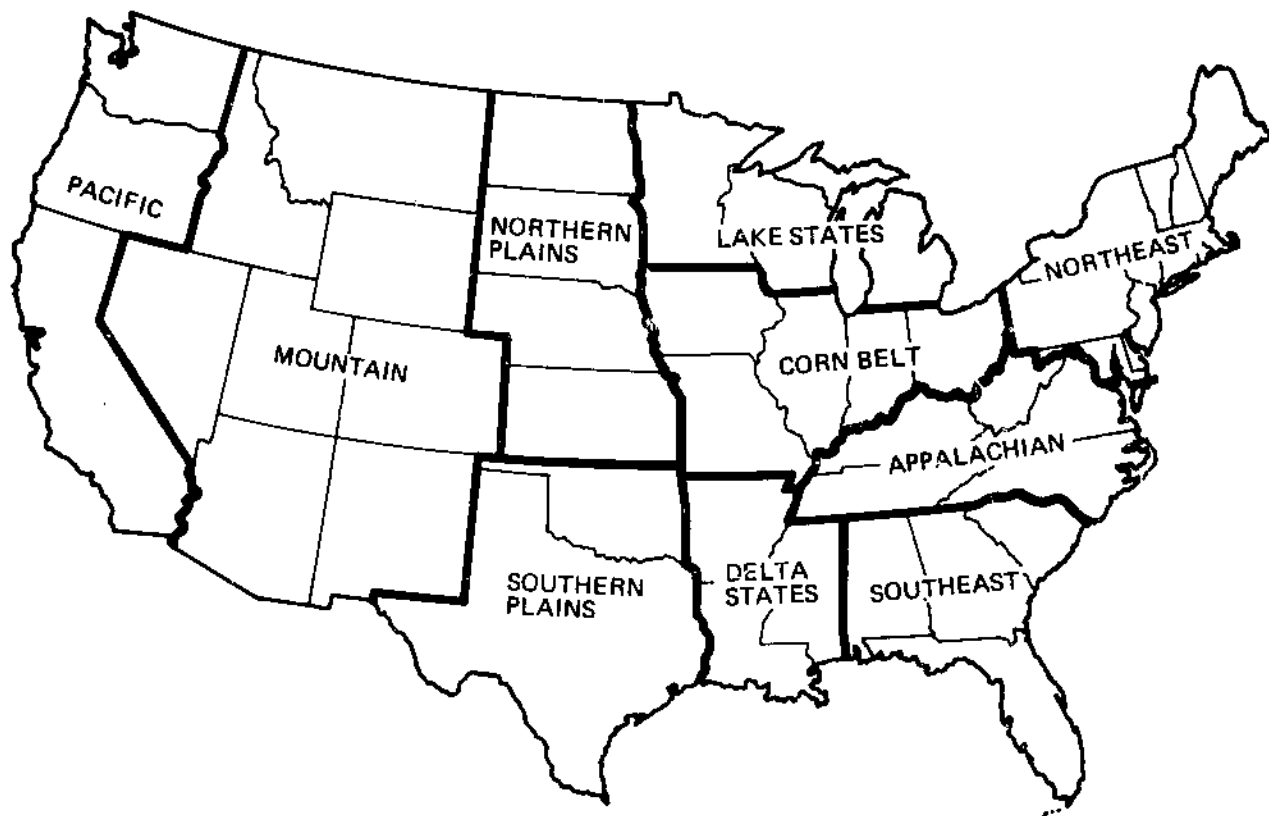 PACIFIC
NORTHERN
PLAINS
LAKE STATES
NORTHEAST
MOUNTAIN
CORN BELT
APPALACHIAN
SOUTHERN
PLAINS
DELTA
STATES
SOUTHEAST